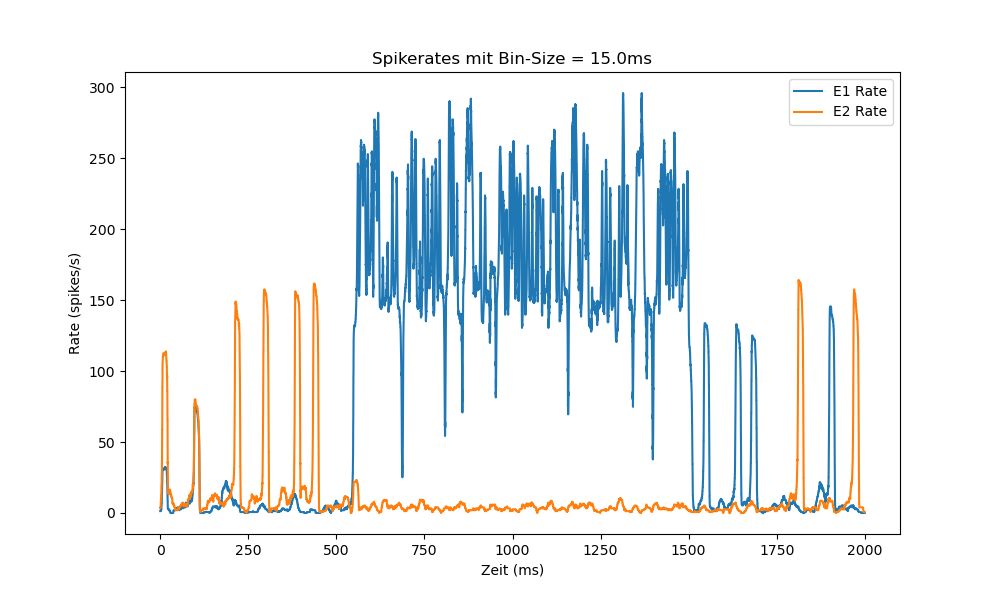 Spikerates mit Bin-Size = 15.0ms
E1 Rate
E2 Rate
Rate (spikes/s)
300
250
200
150
100
50
0
0 250 500 750 1000 1250 1500 1750 2000
Zeit (ms)